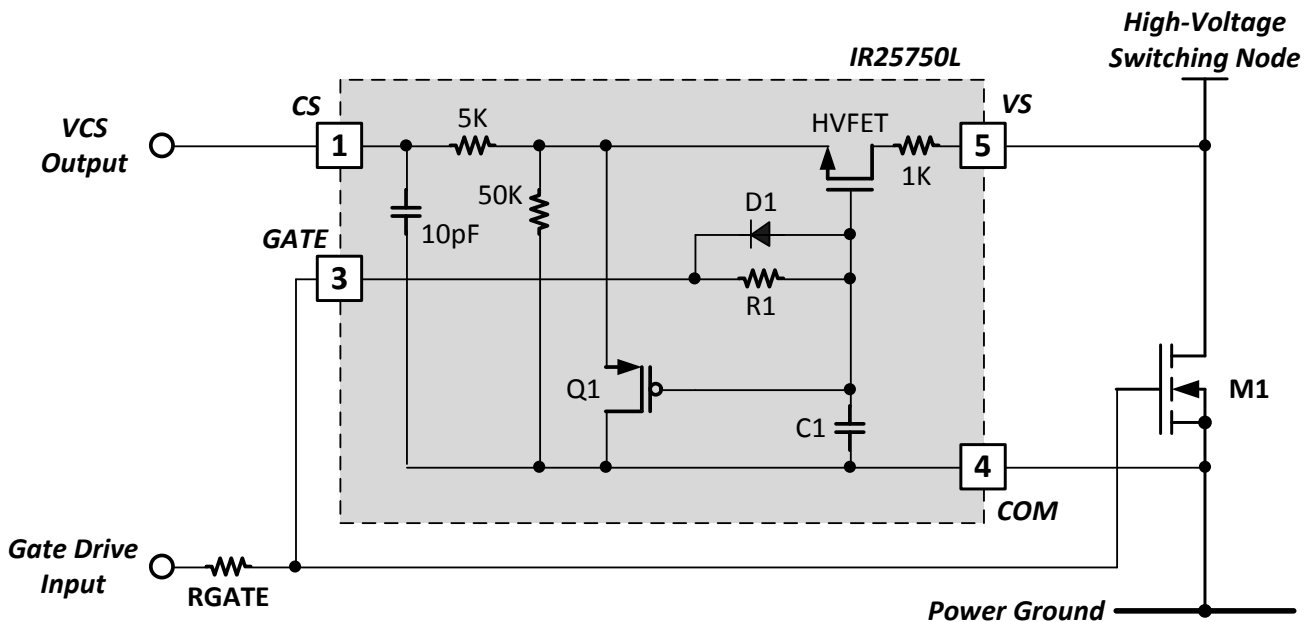 High-Voltage
Switching Node
IR25750L
CS
VS
VCS
Output
1
5K
HVFET
1K
5
50K
10pF
D1
GATE
3
R1
Q1
C1
M1
4
COM
Gate Drive
Input
RGATE
Power Ground